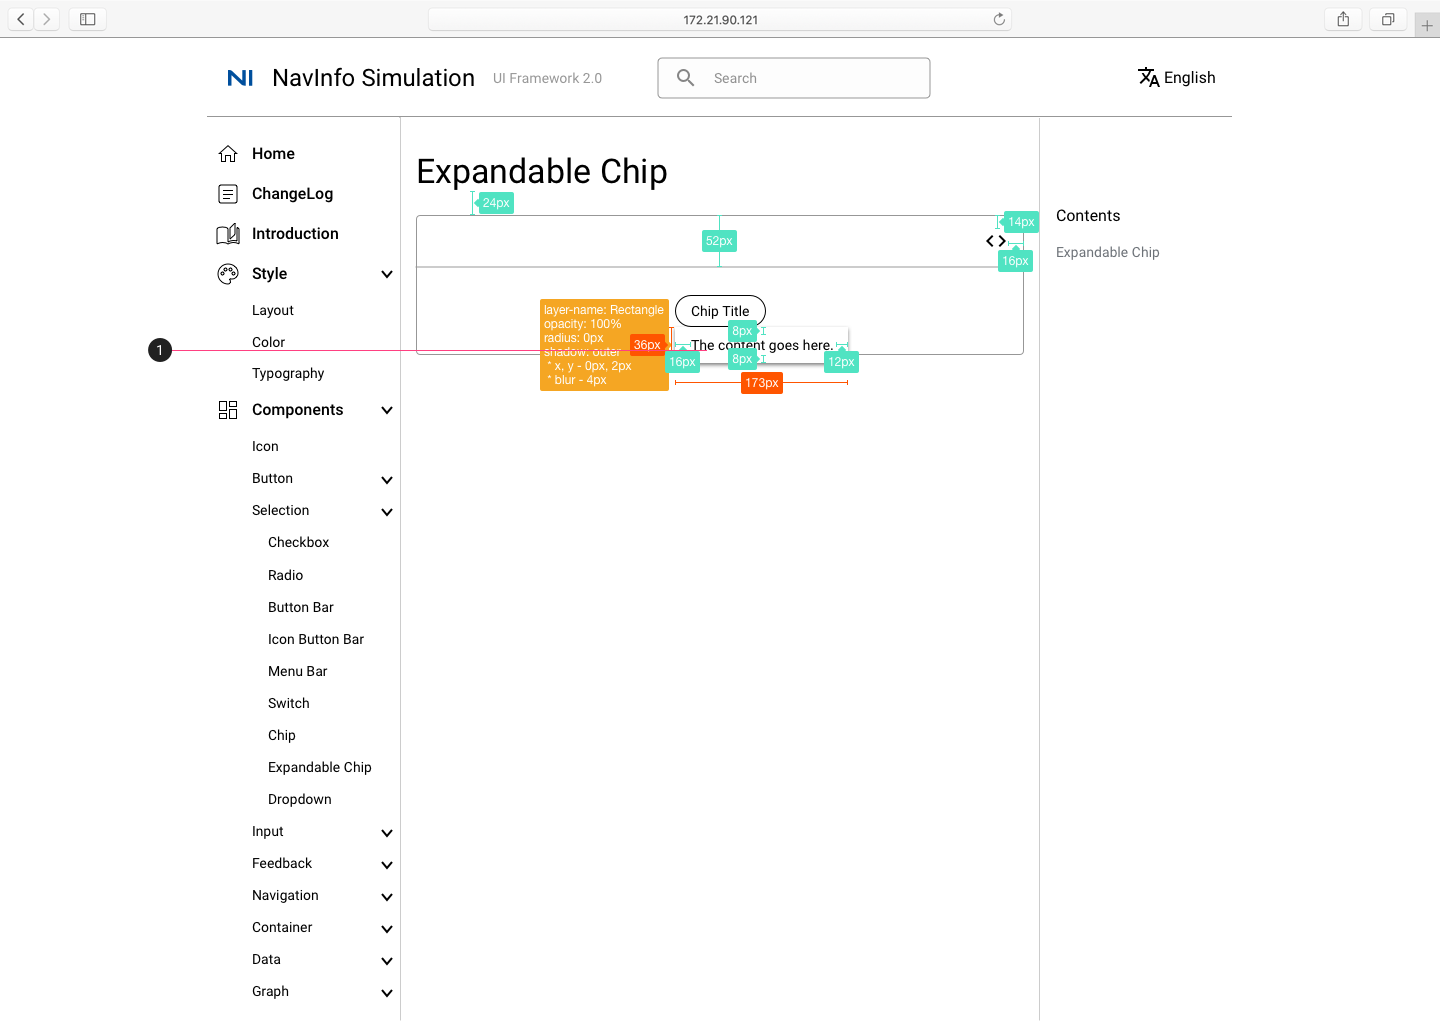 172.21.90.121
NI NavInfo Simulation UI Framework 2.0 Search English
Home
ChangeLog
Introduction
Style
Layout
Color
1
Typography
Components
Icon
Button
Selection
Checkbox
Radio
Button Bar
Icon Button Bar
Menu Bar
Switch
Chip
Expandable Chip
Dropdown
Input
Feedback
Navigation
Container
Data
Graph
Expandable Chip
24px
14px
52px
16px
layer-name: Rectangle
opacity: 100%
radius: 0px
shadow: outer
* x, y - 0px, 2px
* blur - 4px
Chip Title
8px
36px
The content goes here.
16px
8px
12px
173px
Contents
Expandable Chip